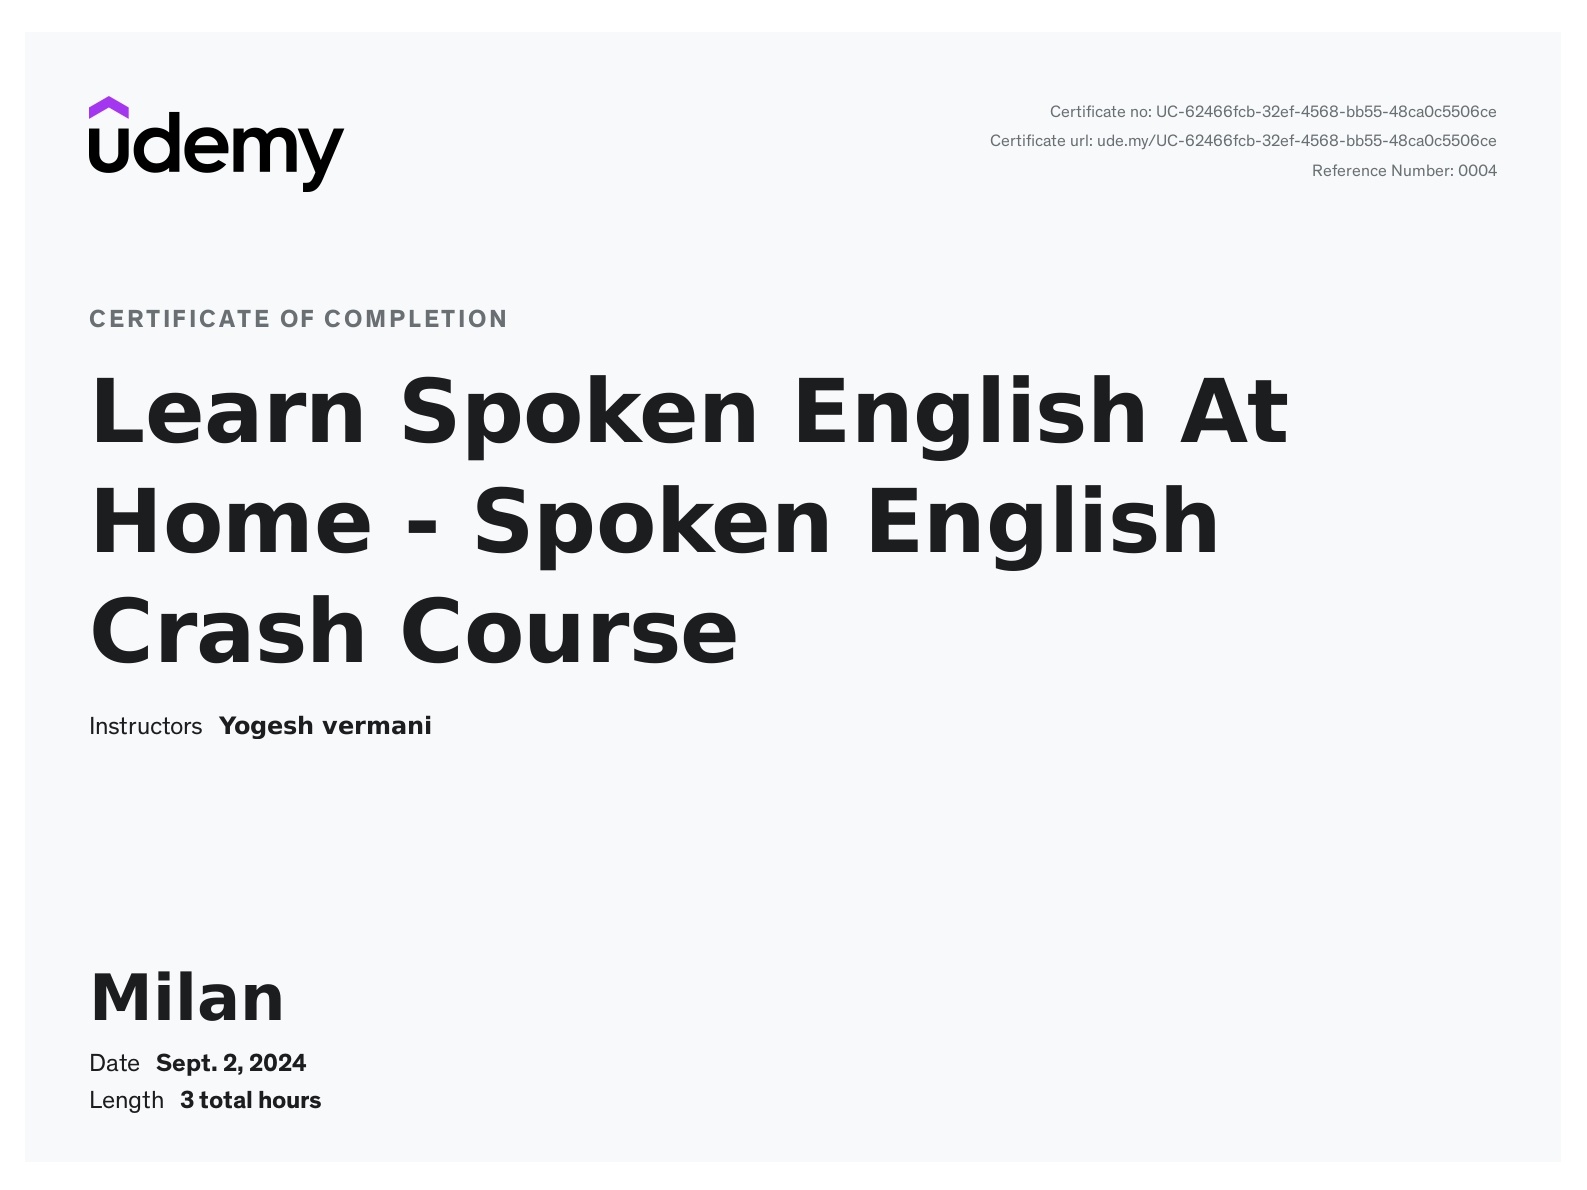 udemy
Certificate no: UC-62466fcb-32ef-4568-bb55-48ca0c5506ce
Certificate url: ude.my/UC-62466fcb-32ef-4568-bb55-48ca0c5506ce
Reference Number: 0004
CERTIFICATE OF COMPLETION
Learn Spoken English At
Home - Spoken English
Crash Course
Instructors Yogesh vermani
Milan
Date Sept. 2, 2024
Length 3 total hours